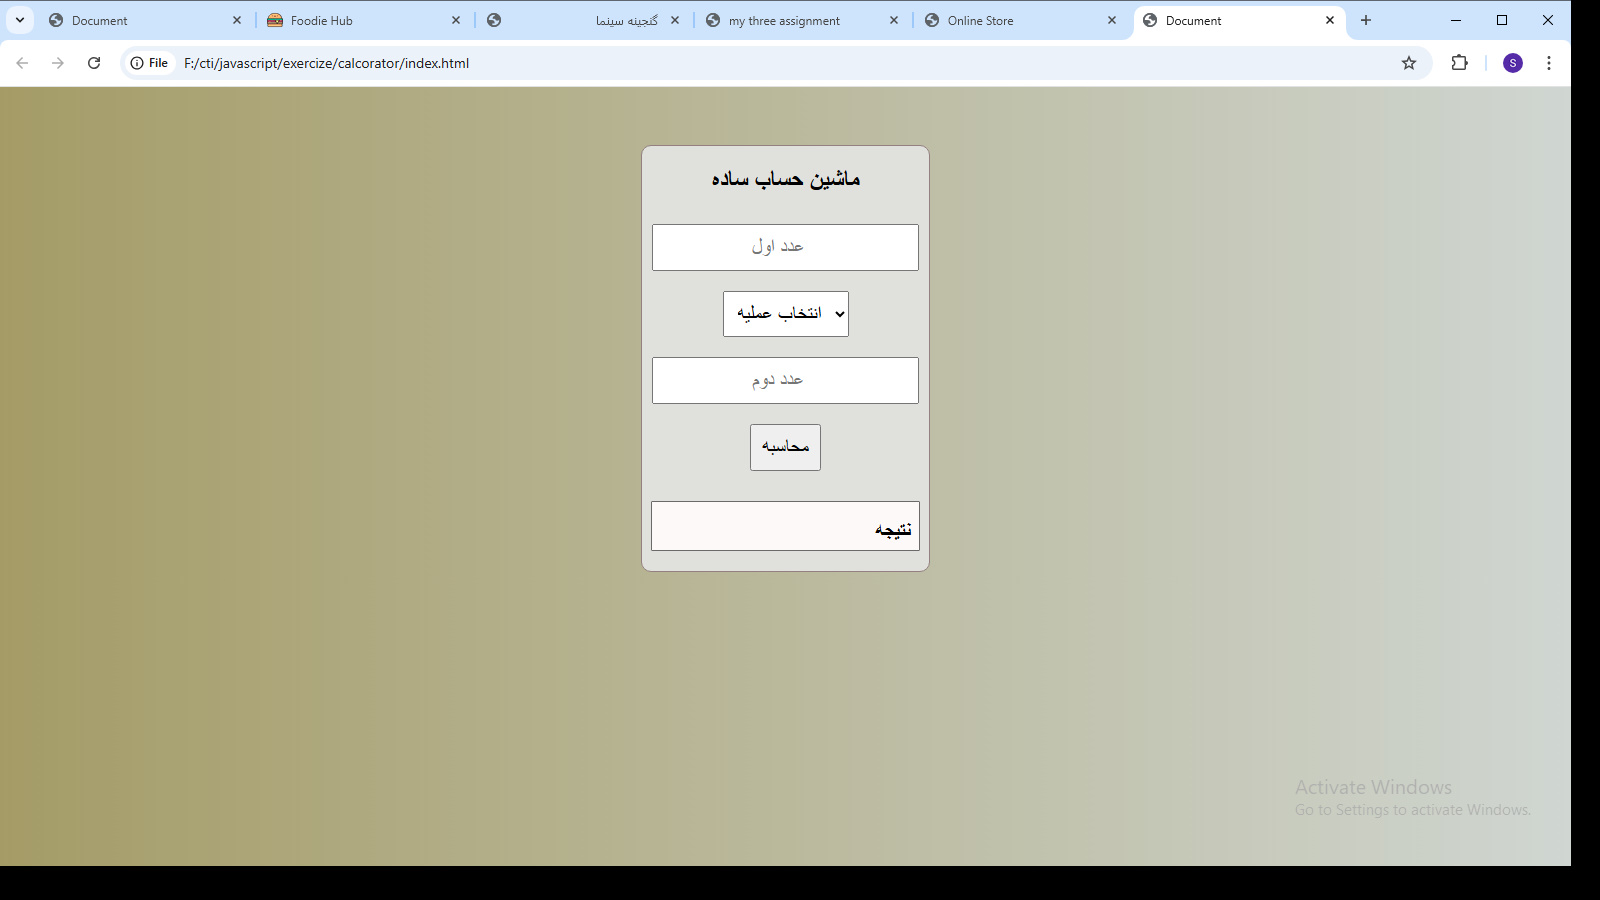 Document
Foodie Hub
گنجینه سینما
my three assignment
Online Store
Document
File F:/cti/javascript/exercize/calcorator/index.html
S
ماشین حساب ساده
عدد اول
انتخاب عملیه
عدد دوم
محاسبه
نتیجه
Activate Windows
Go to Settings to activate Windows.